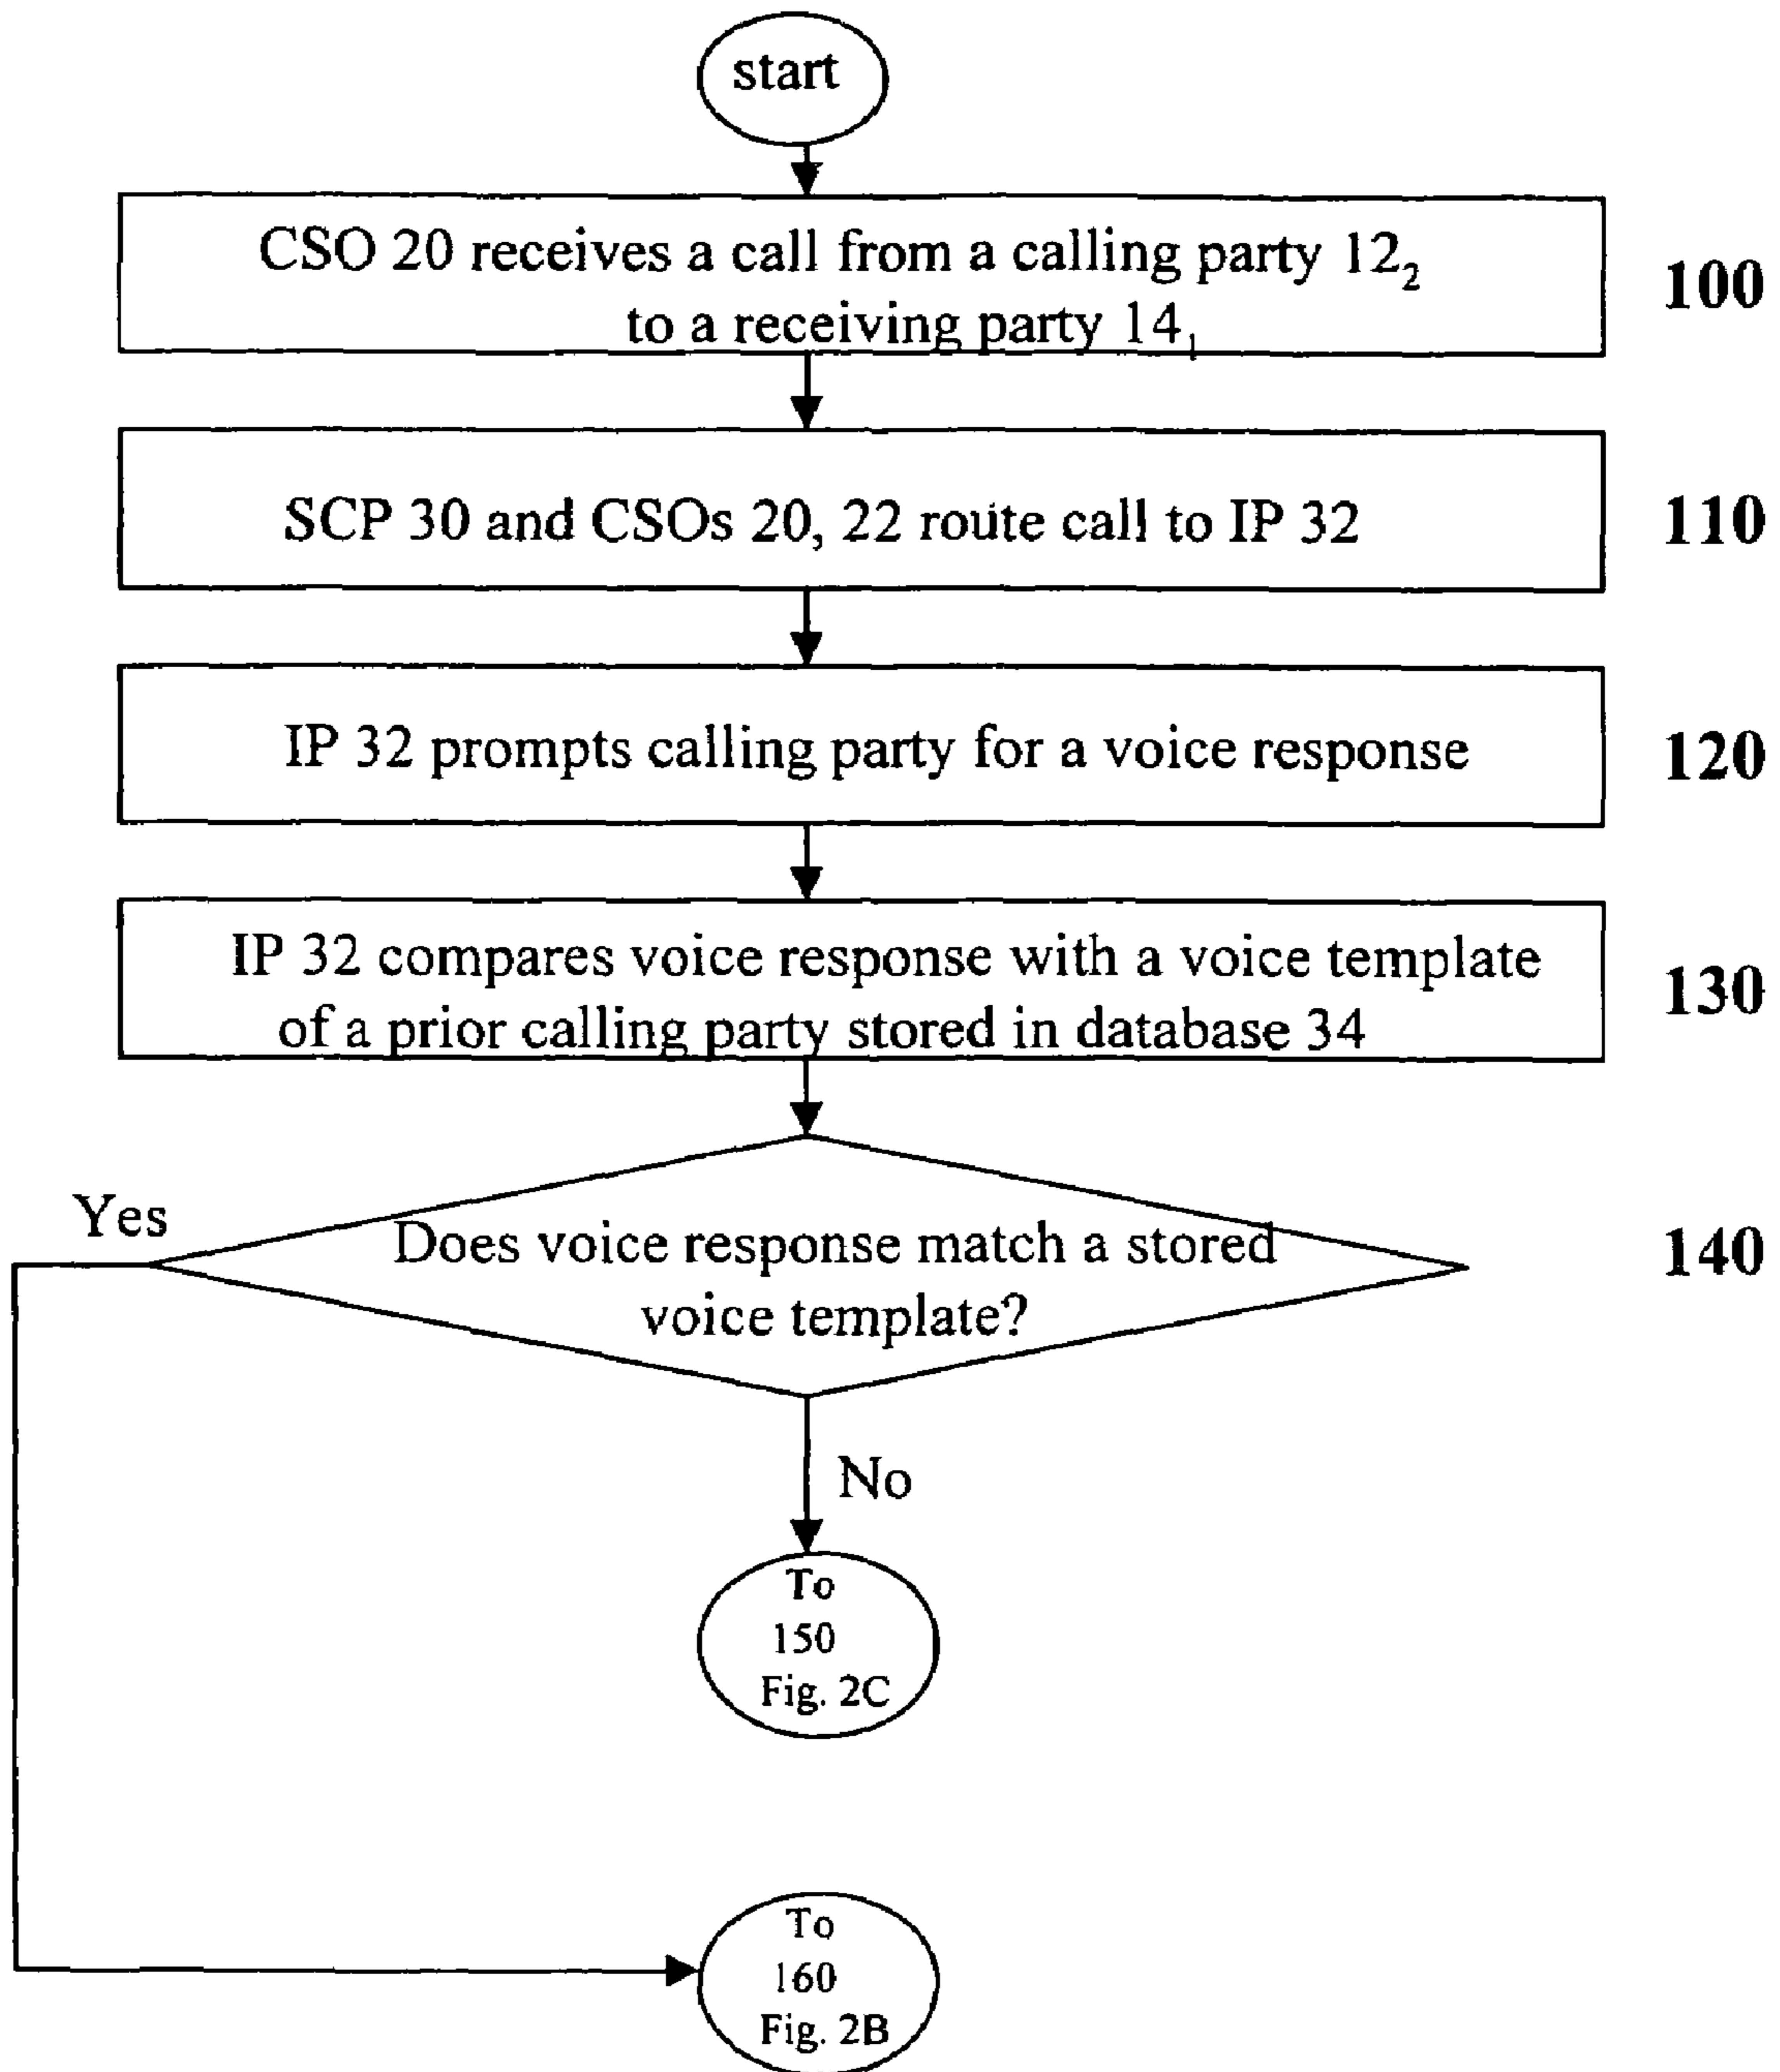 start
CSO 20 receives a call from a calling party 12₂
to a receiving party 14₁
100
SCP 30 and CSOs 20, 22 route call to IP 32
110
IP 32 prompts calling party for a voice response
120
IP 32 compares voice response with a voice template
of a prior calling party stored in database 34
130
Yes
Does voice response match a stored
voice template?
140
No
To
150
Fig. 2C
To
160
Fig. 2B